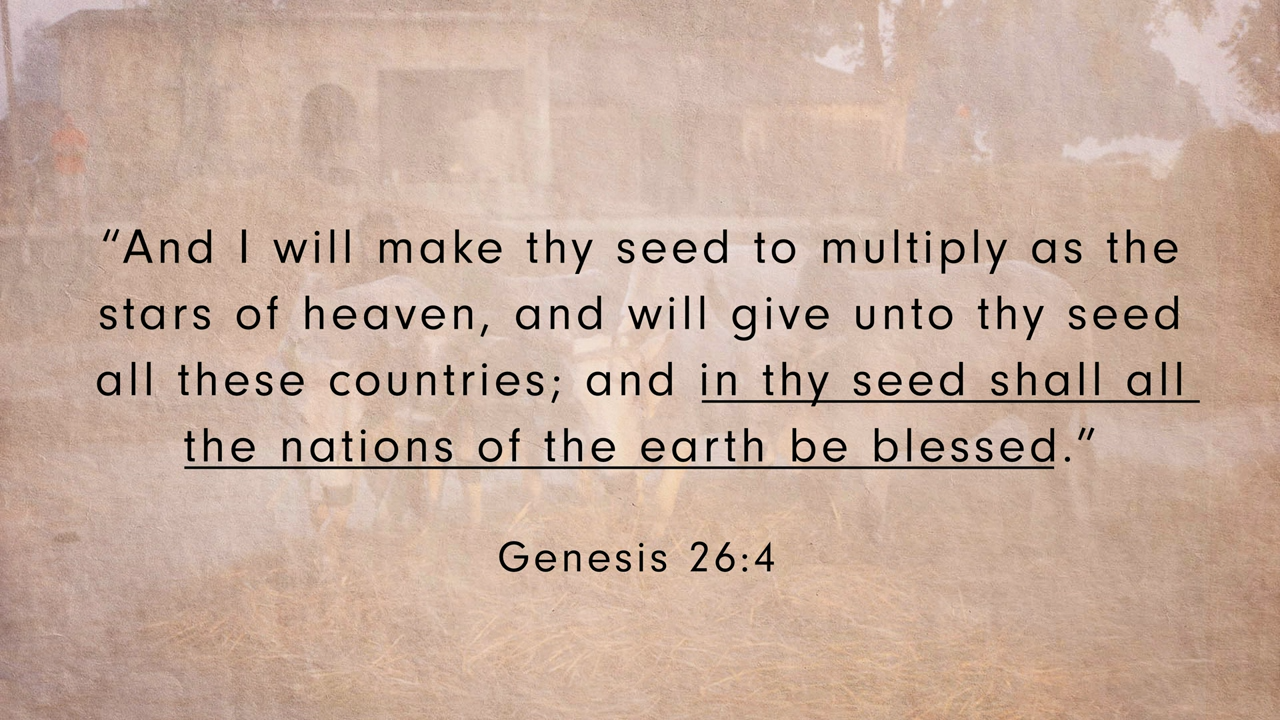 “And I will make thy seed to multiply as the
stars of heaven, and will give unto thy seed
all these countries; and in thy seed shall all
the nations of the earth be blessed.”
Genesis 26:4